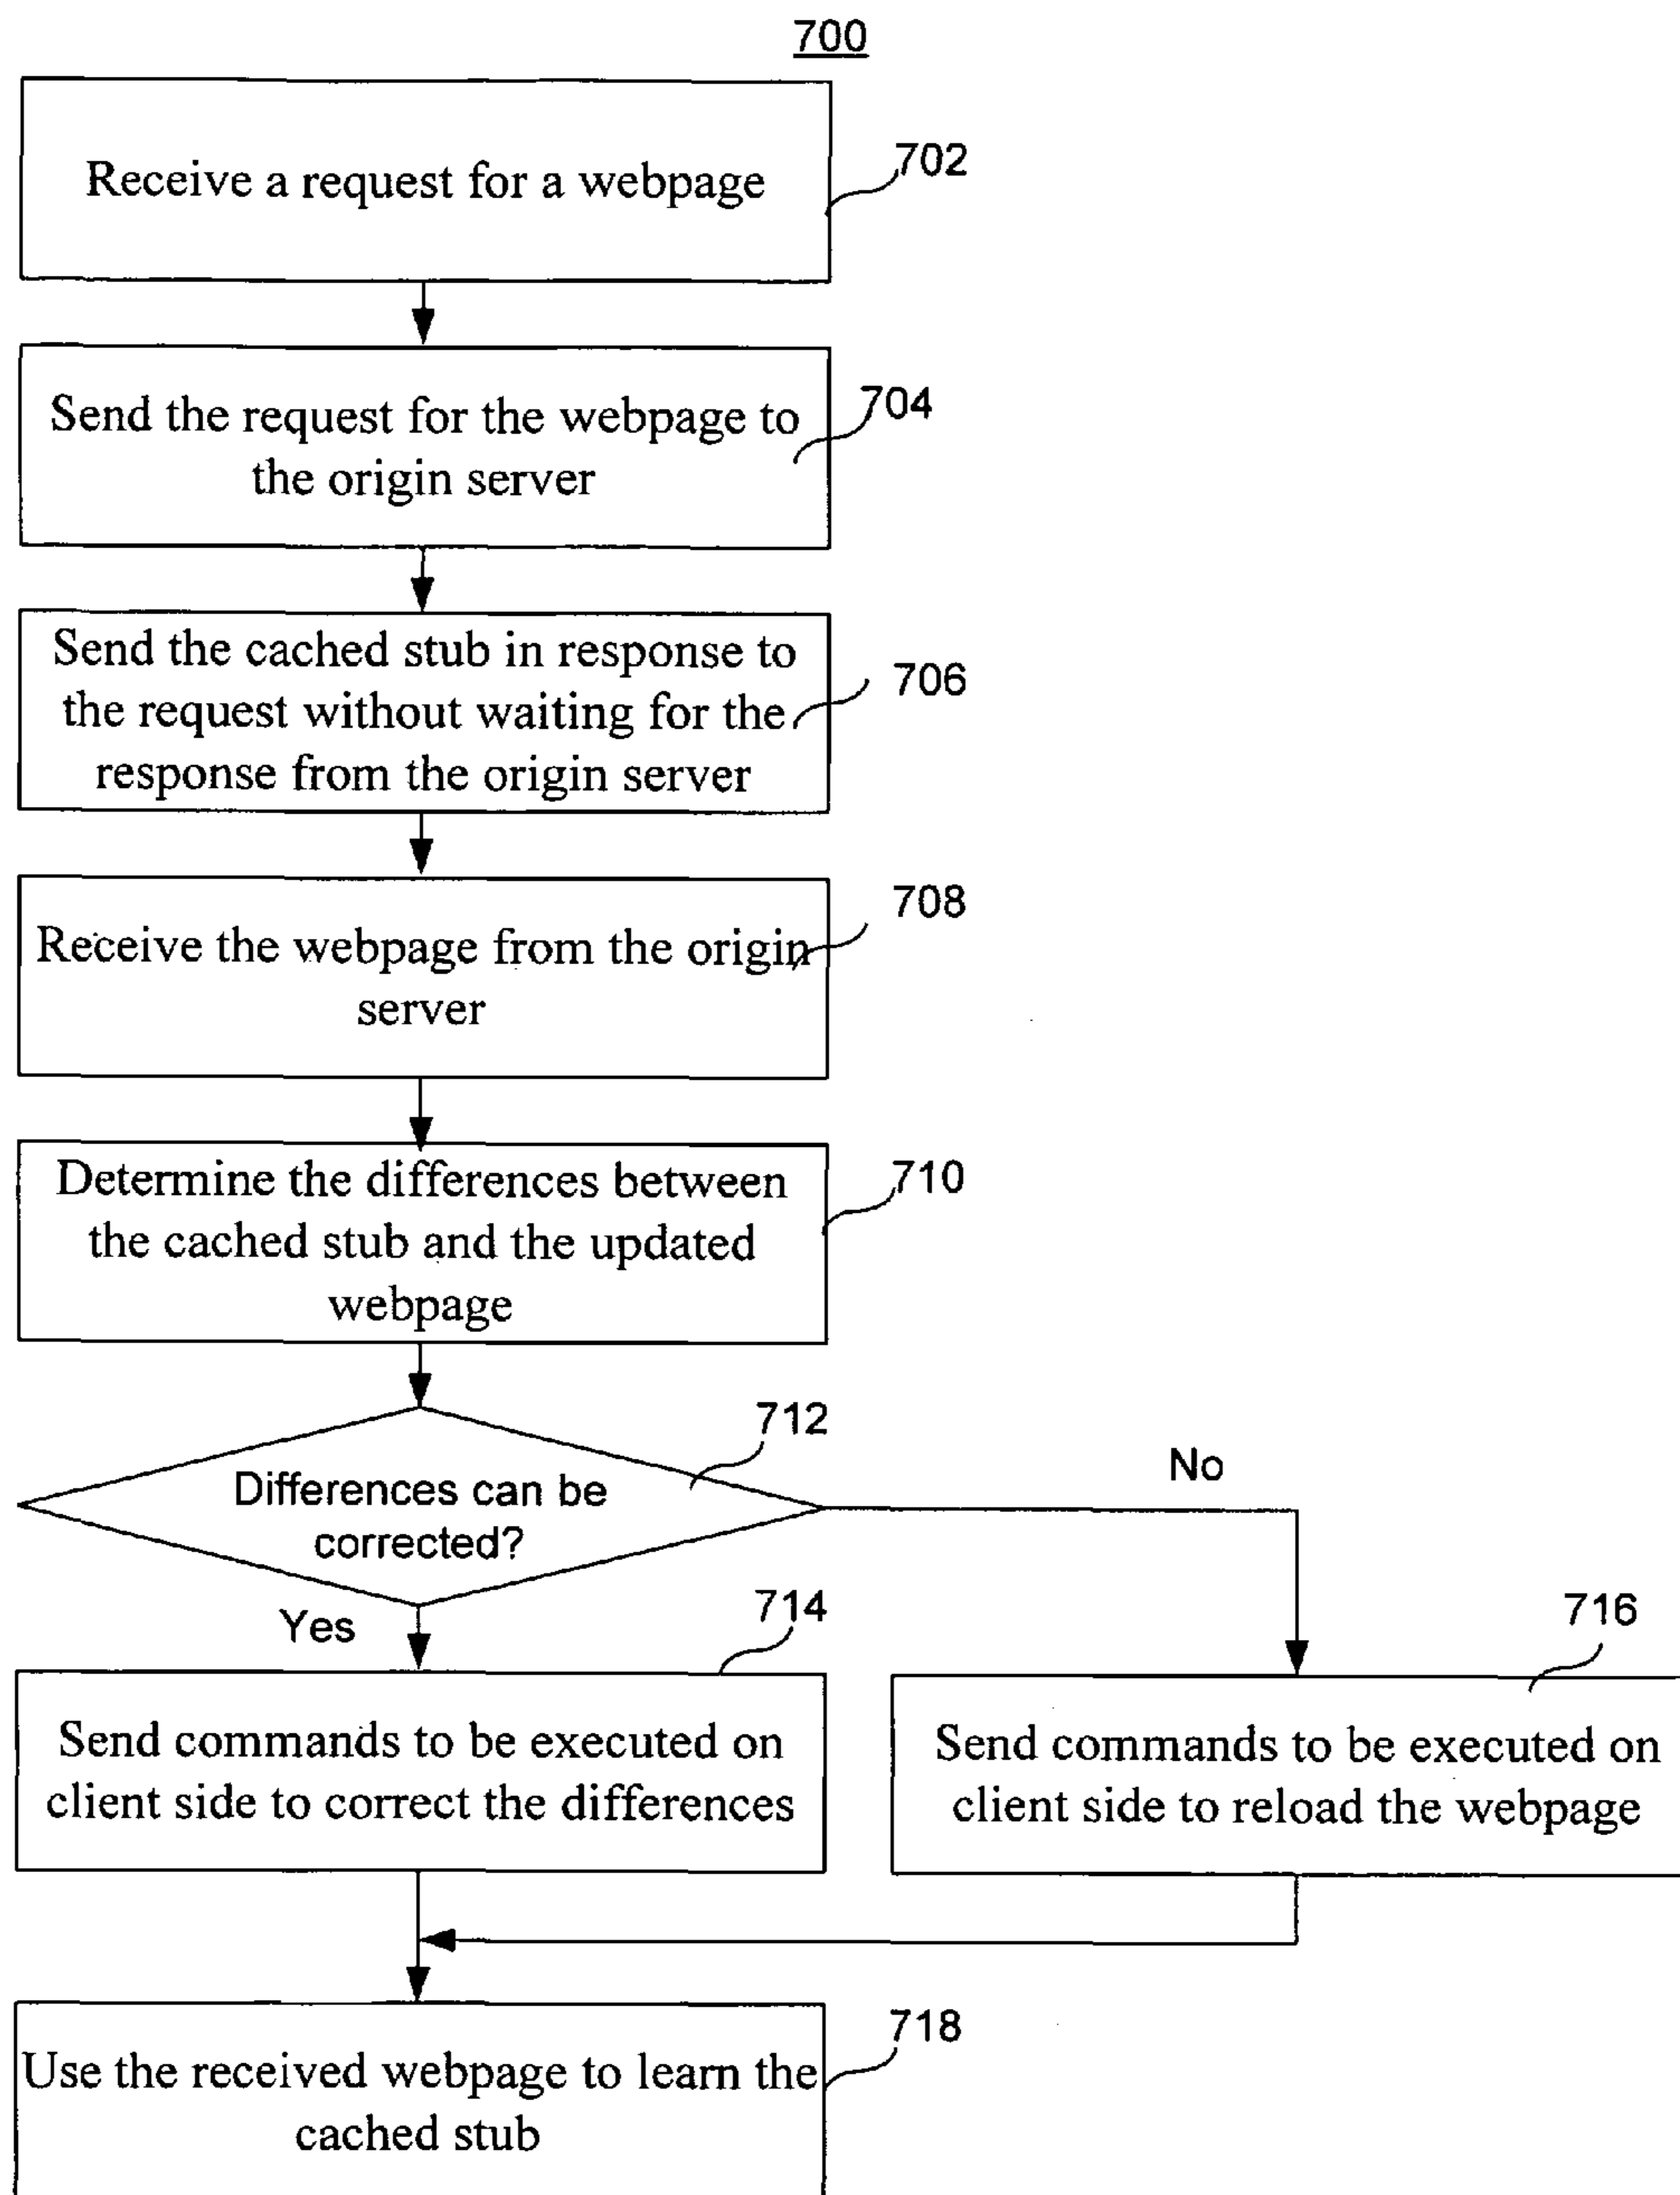 700
Receive a request for a webpage
702
Send the request for the webpage to
the origin server
704
Send the cached stub in response to
the request without waiting for the
response from the origin server
706
Receive the webpage from the origin
server
708
Determine the differences between
the cached stub and the updated
webpage
710
Differences can be
corrected?
712
No
Yes
714
Send commands to be executed on
client side to correct the differences
716
Send commands to be executed on
client side to reload the webpage
Use the received webpage to learn the
cached stub
718